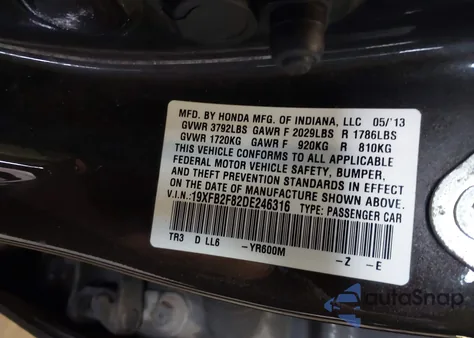 MFD. BY HONDA MFG. OF INDIANA, LLC 05/'13
GVWR 3792LBS GAWR F 2029LBS R 1786LBS
GVWR 1720KG GAWR F 920KG R 810KG
THIS VEHICLE CONFORMS TO ALL APPLICABLE
FEDERAL MOTOR VEHICLE SAFETY, BUMPER,
AND THEFT PREVENTION STANDARDS IN EFFECT
ON THE DATE OF MANUFACTURE SHOWN ABOVE.
V.I.N.:19XFB2F82DE246316 TYPE: PASSENGER CAR
TR3 D LL6 -YR600M -Z -E
autoSnap